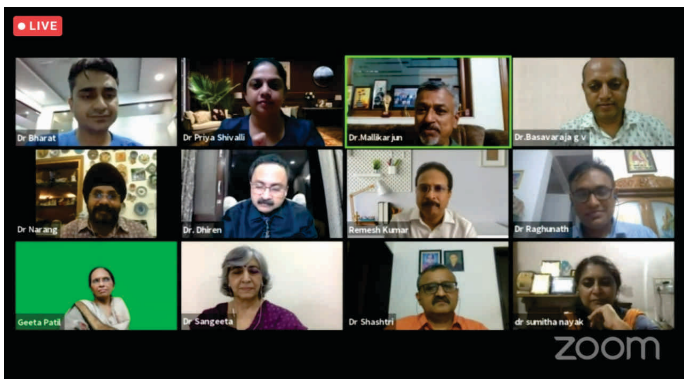 LIVE
Dr Bharat
Dr Priya Shivalli
Dr.Mallikarjun
Dr.Basavaraja g v
Dr Narang
Dr. Dhiren
Remesh Kumar
Dr Raghunath
Geeta Patil
Dr Sangeeta
Dr Shashtri
dr sumitha nayak
zoom